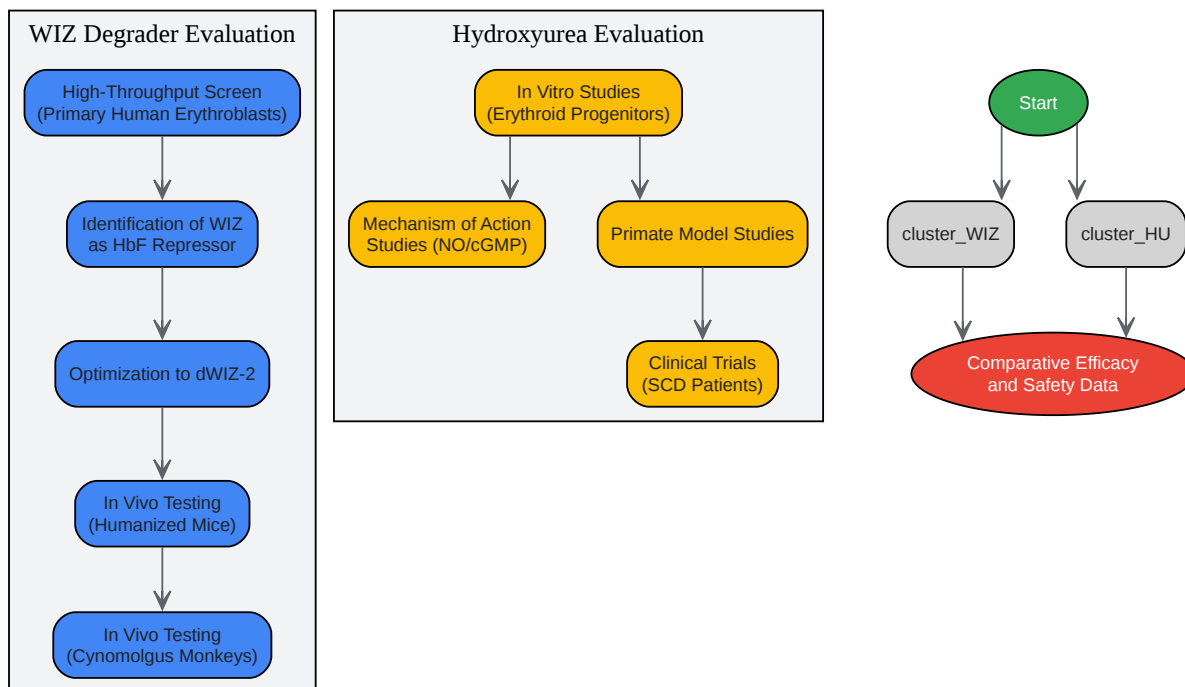 WIZ Degrader Evaluation
High-Throughput Screen
(Primary Human Erythroblasts)
Identification of WIZ
as HbF Repressor
Optimization to dWIZ-2
In Vivo Testing
(Humanized Mice)
In Vivo Testing
(Cynomolgus Monkeys)
Hydroxyurea Evaluation
In Vitro Studies
(Erythroid Progenitors)
Mechanism of Action
Studies (NO/cGMP)
Primate Model Studies
Clinical Trials
(SCD Patients)
Start
cluster_WIZ
cluster_HU
Comparative Efficacy
and Safety Data